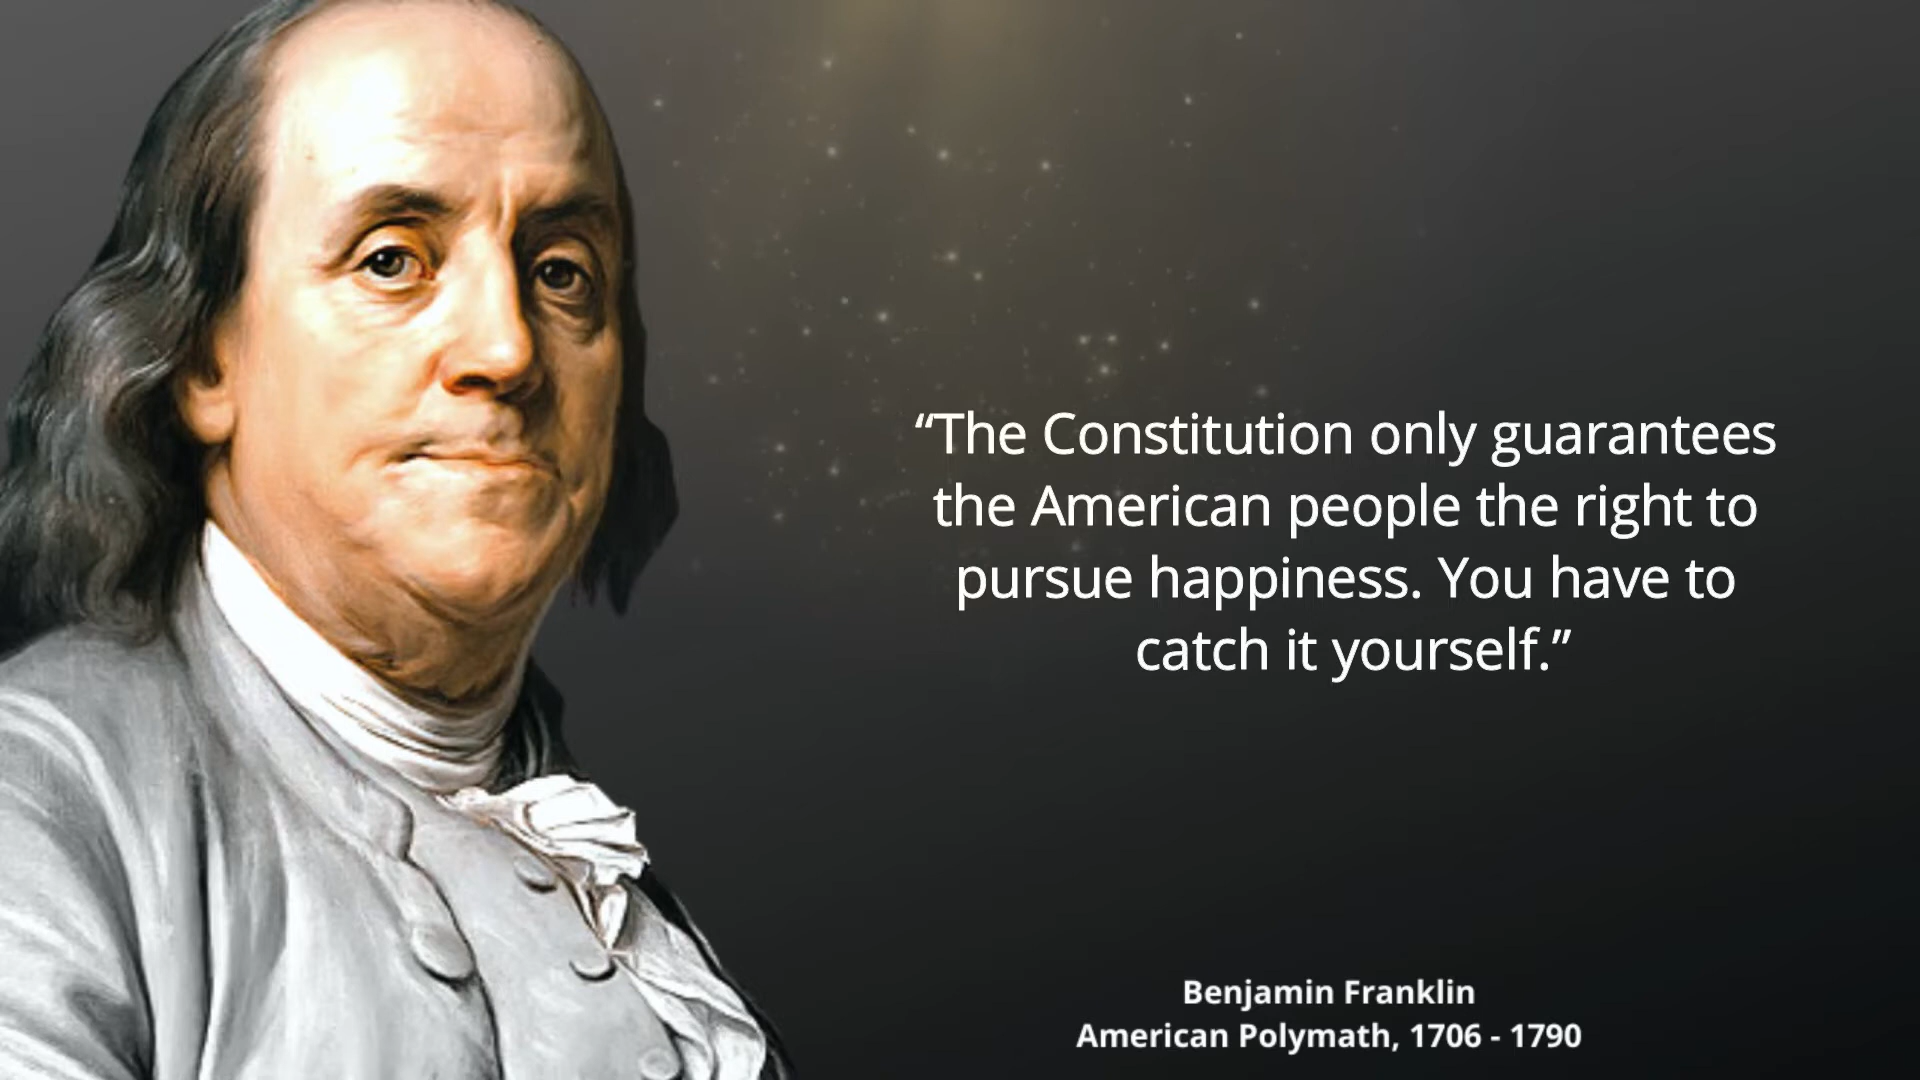 “The Constitution only guarantees
the American people the right to
pursue happiness. You have to
catch it yourself.”
Benjamin Franklin
American Polymath, 1706 - 1790